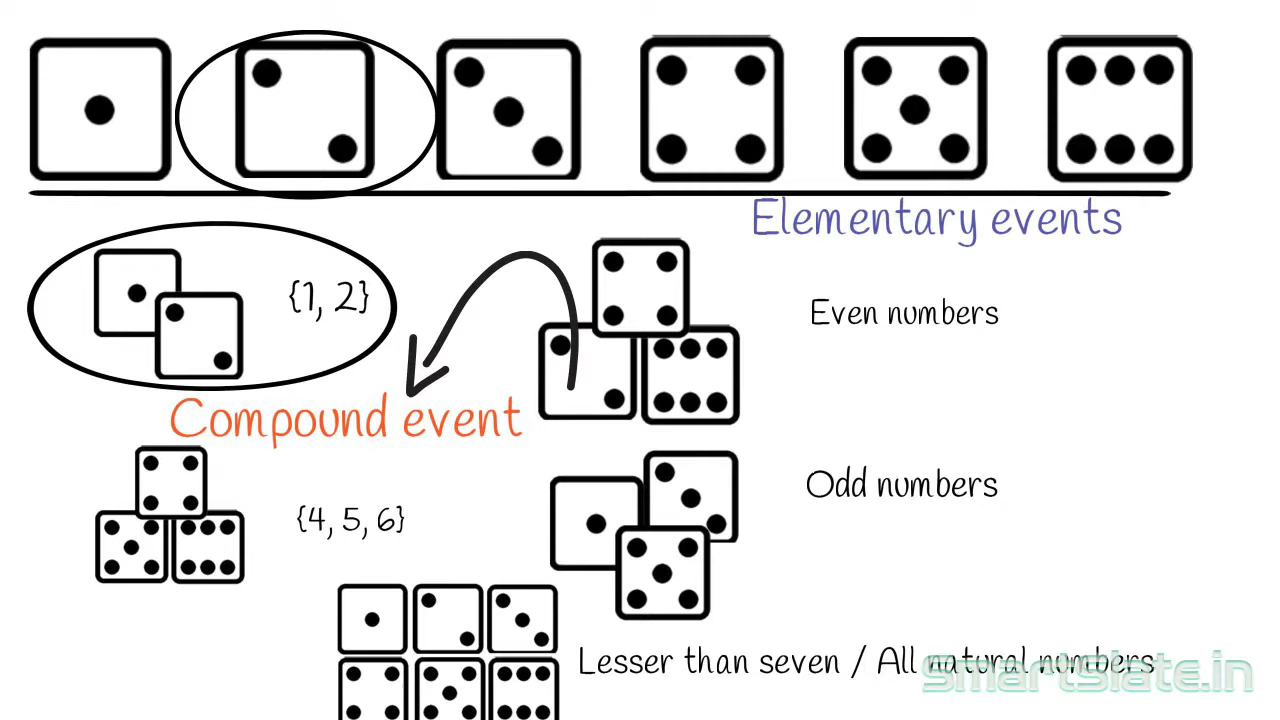 Elementary events
{1, 2}
Even numbers
Compound event
Odd numbers
{4, 5, 6}
Lesser than seven / All natural numbers
SmartSlate.in